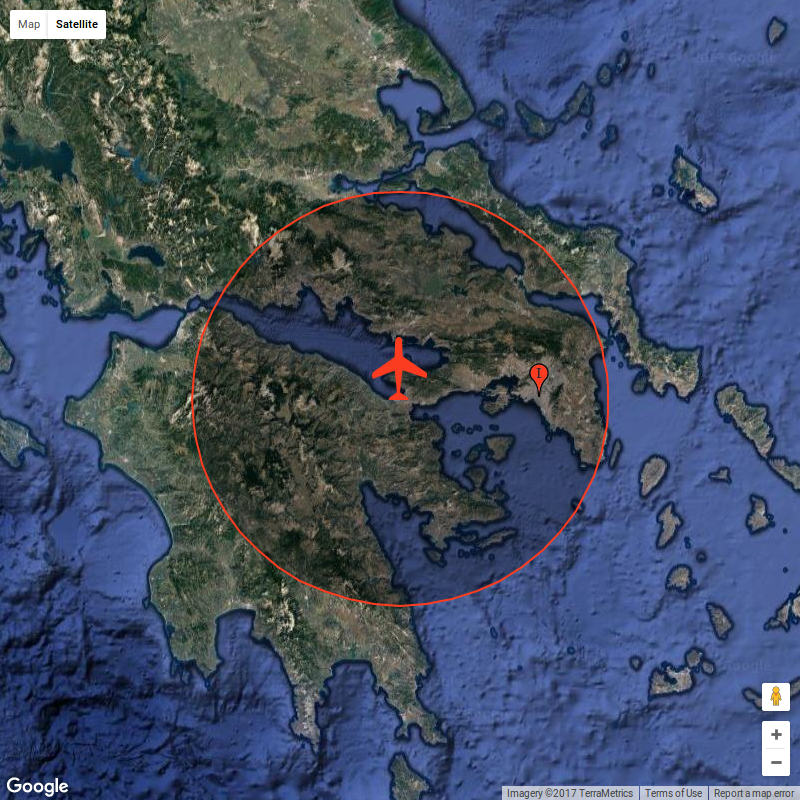 Map Satellite
I
Google
Imagery ©2017 TerraMetrics Terms of Use Report a map error